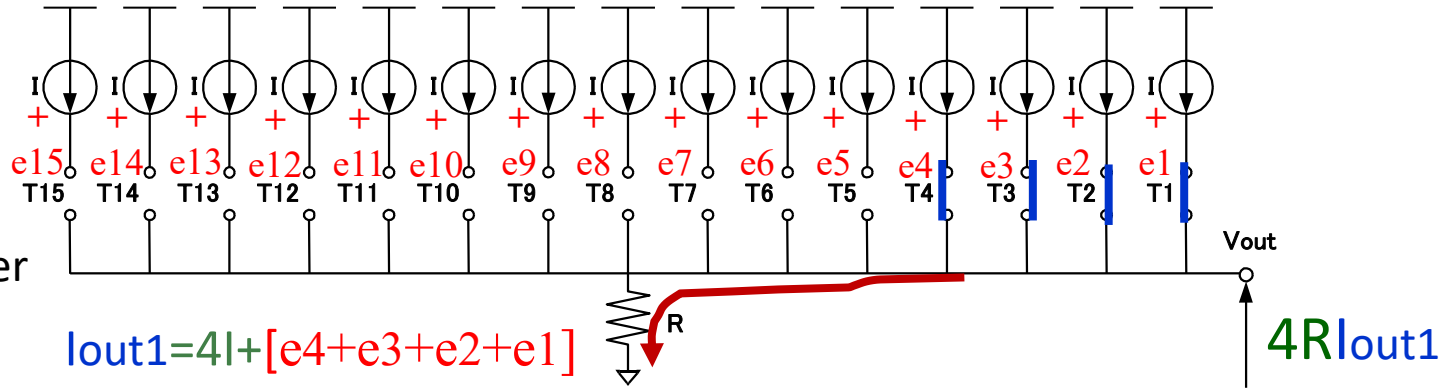 I I I I I I I I I I I I I I I
+ + + + + + + + + + + + + + +
e15 e14 e13 e12 e11 e10 e9 e8 e7 e6 e5 e4 e3 e2 e1
T15 T14 T13 T12 T11 T10 T9 T8 T7 T6 T5 T4 T3 T2 T1
Vout
er
R
Iout1=4I+[e4+e3+e2+e1]
4RIout1